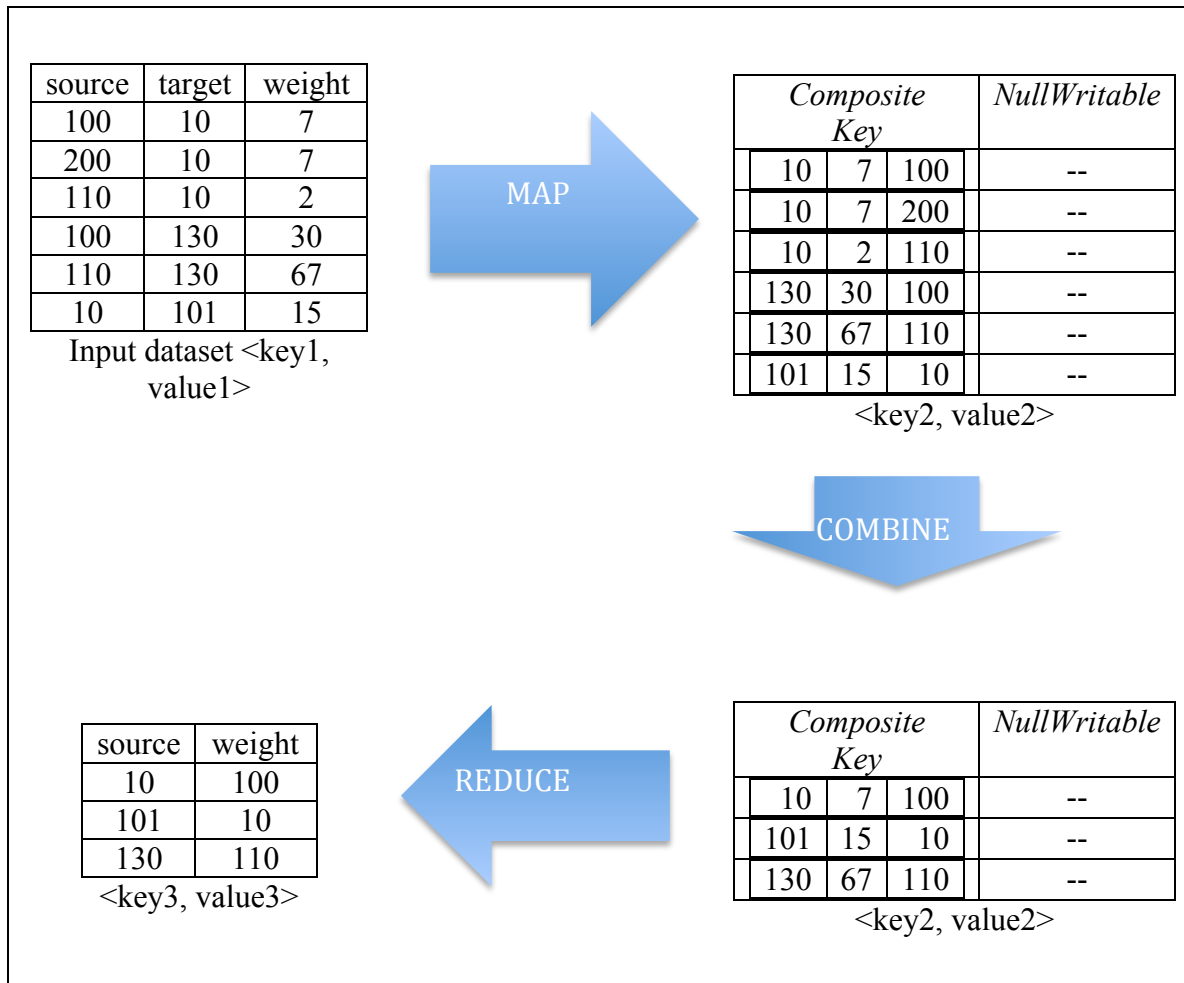 source target weight
100 10 7
200 10 7
110 10 2
100 130 30
110 130 67
10 101 15
Input dataset <key1,
value1>
MAP
Composite NullWritable
Key
10 7 100 --
10 7 200 --
10 2 110 --
130 30 100 --
130 67 110 --
101 15 10 --
<key2, value2>
COMBINE
Composite NullWritable
Key
10 7 100 --
101 15 10 --
130 67 110 --
<key2, value2>
REDUCE
source weight
10 100
101 10
130 110
<key3, value3>